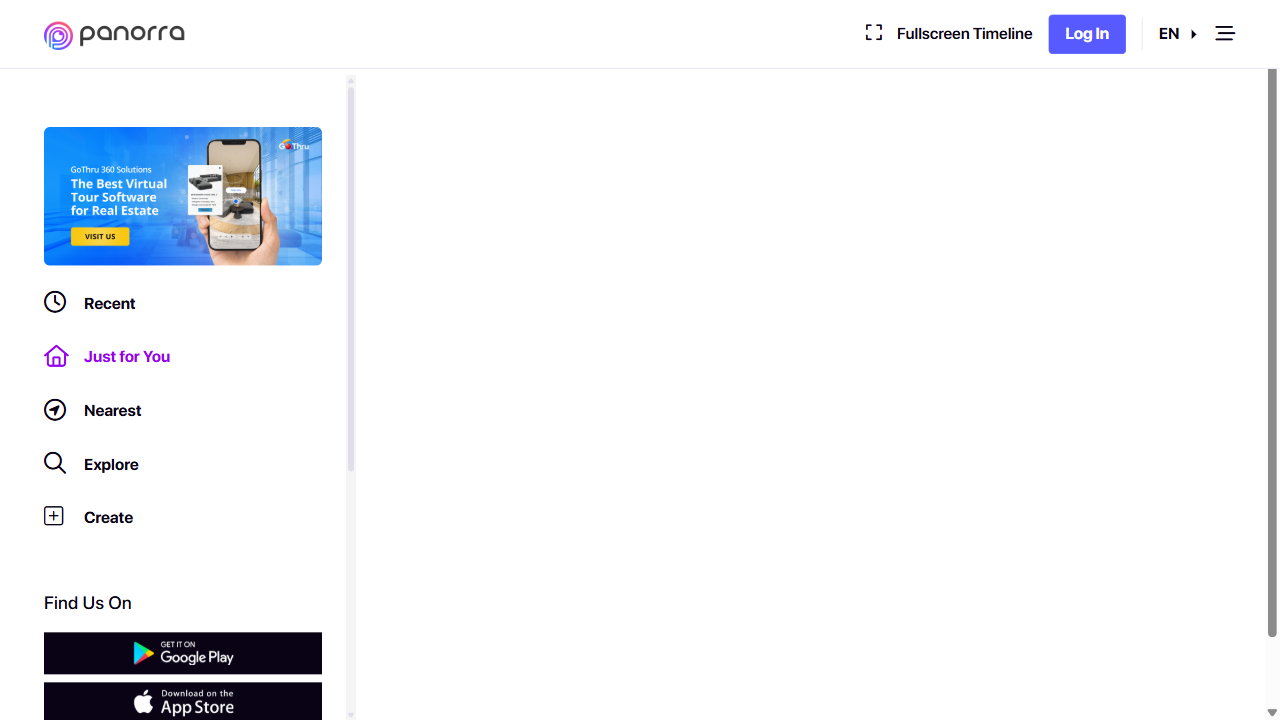 panorra
Fullscreen Timeline
Log In
EN
GoThru
GoThru 360 Solutions
The Best Virtual
Tour Software
for Real Estate
VISIT US
Recent
Just for You
Nearest
Explore
Create
Find Us On
GET IT ON
Google Play
Download on the
App Store